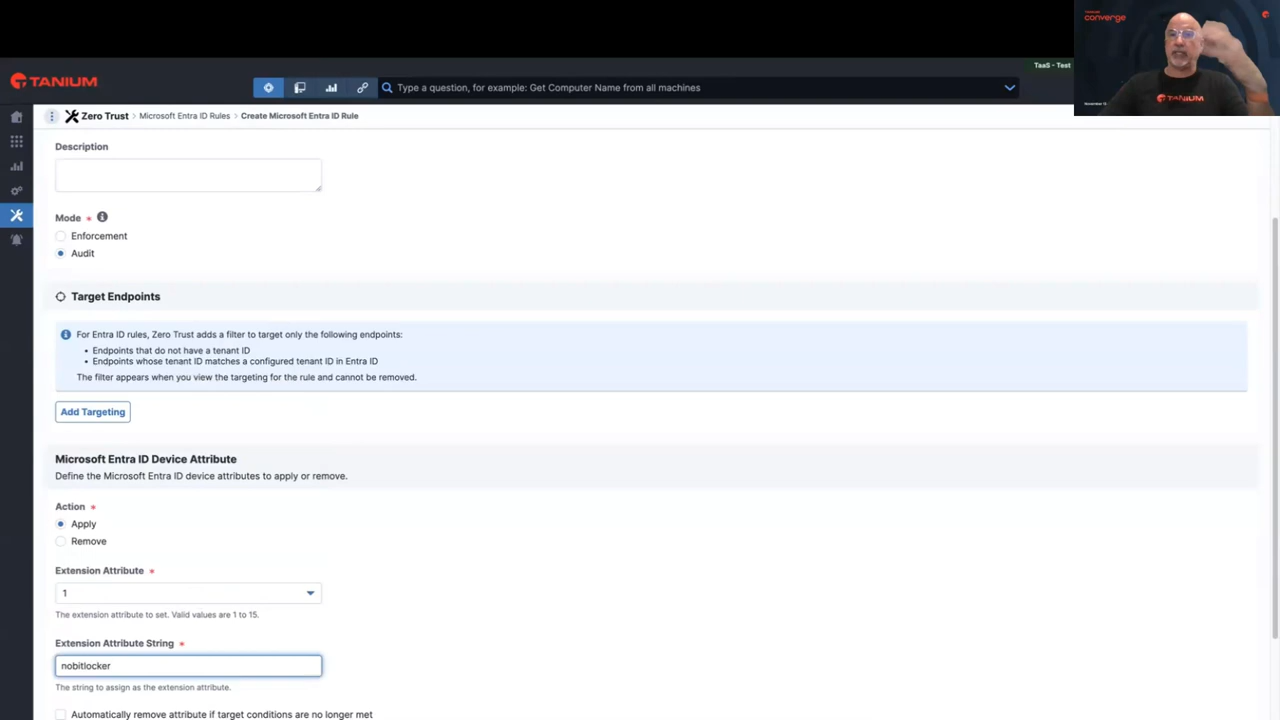 converge
TaaS - Test
TANIUM
Type a question, for example: Get Computer Name from all machines
TANIUM
November 13
Zero Trust > Microsoft Entra ID Rules > Create Microsoft Entra ID Rule
Description
Mode *
Enforcement
Audit
Target Endpoints
For Entra ID rules, Zero Trust adds a filter to target only the following endpoints:
• Endpoints that do not have a tenant ID
• Endpoints whose tenant ID matches a configured tenant ID in Entra ID
The filter appears when you view the targeting for the rule and cannot be removed.
Add Targeting
Microsoft Entra ID Device Attribute
Define the Microsoft Entra ID device attributes to apply or remove.
Action *
Apply
Remove
Extension Attribute *
1
The extension attribute to set. Valid values are 1 to 15.
Extension Attribute String *
nobitlocker
The string to assign as the extension attribute.
Automatically remove attribute if target conditions are no longer met